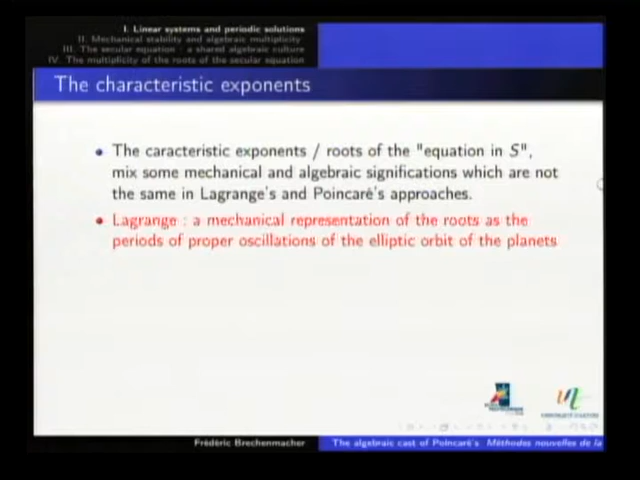 I. Linear systems and periodic solutions
II. Mechanical stability and algebraic multiplicity
III. The secular equation : a shared algebraic culture
IV. The multiplicity of the roots of the secular equation
The characteristic exponents
The caracteristic exponents / roots of the "equation in S",
mix some mechanical and algebraic significations which are not
the same in Lagrange's and Poincaré's approaches.
Lagrange : a mechanical representation of the roots as the
periods of proper oscillations of the elliptic orbit of the planets
Frédéric Brechenmacher
The algebraic cast of Poincaré's Méthodes nouvelles de la